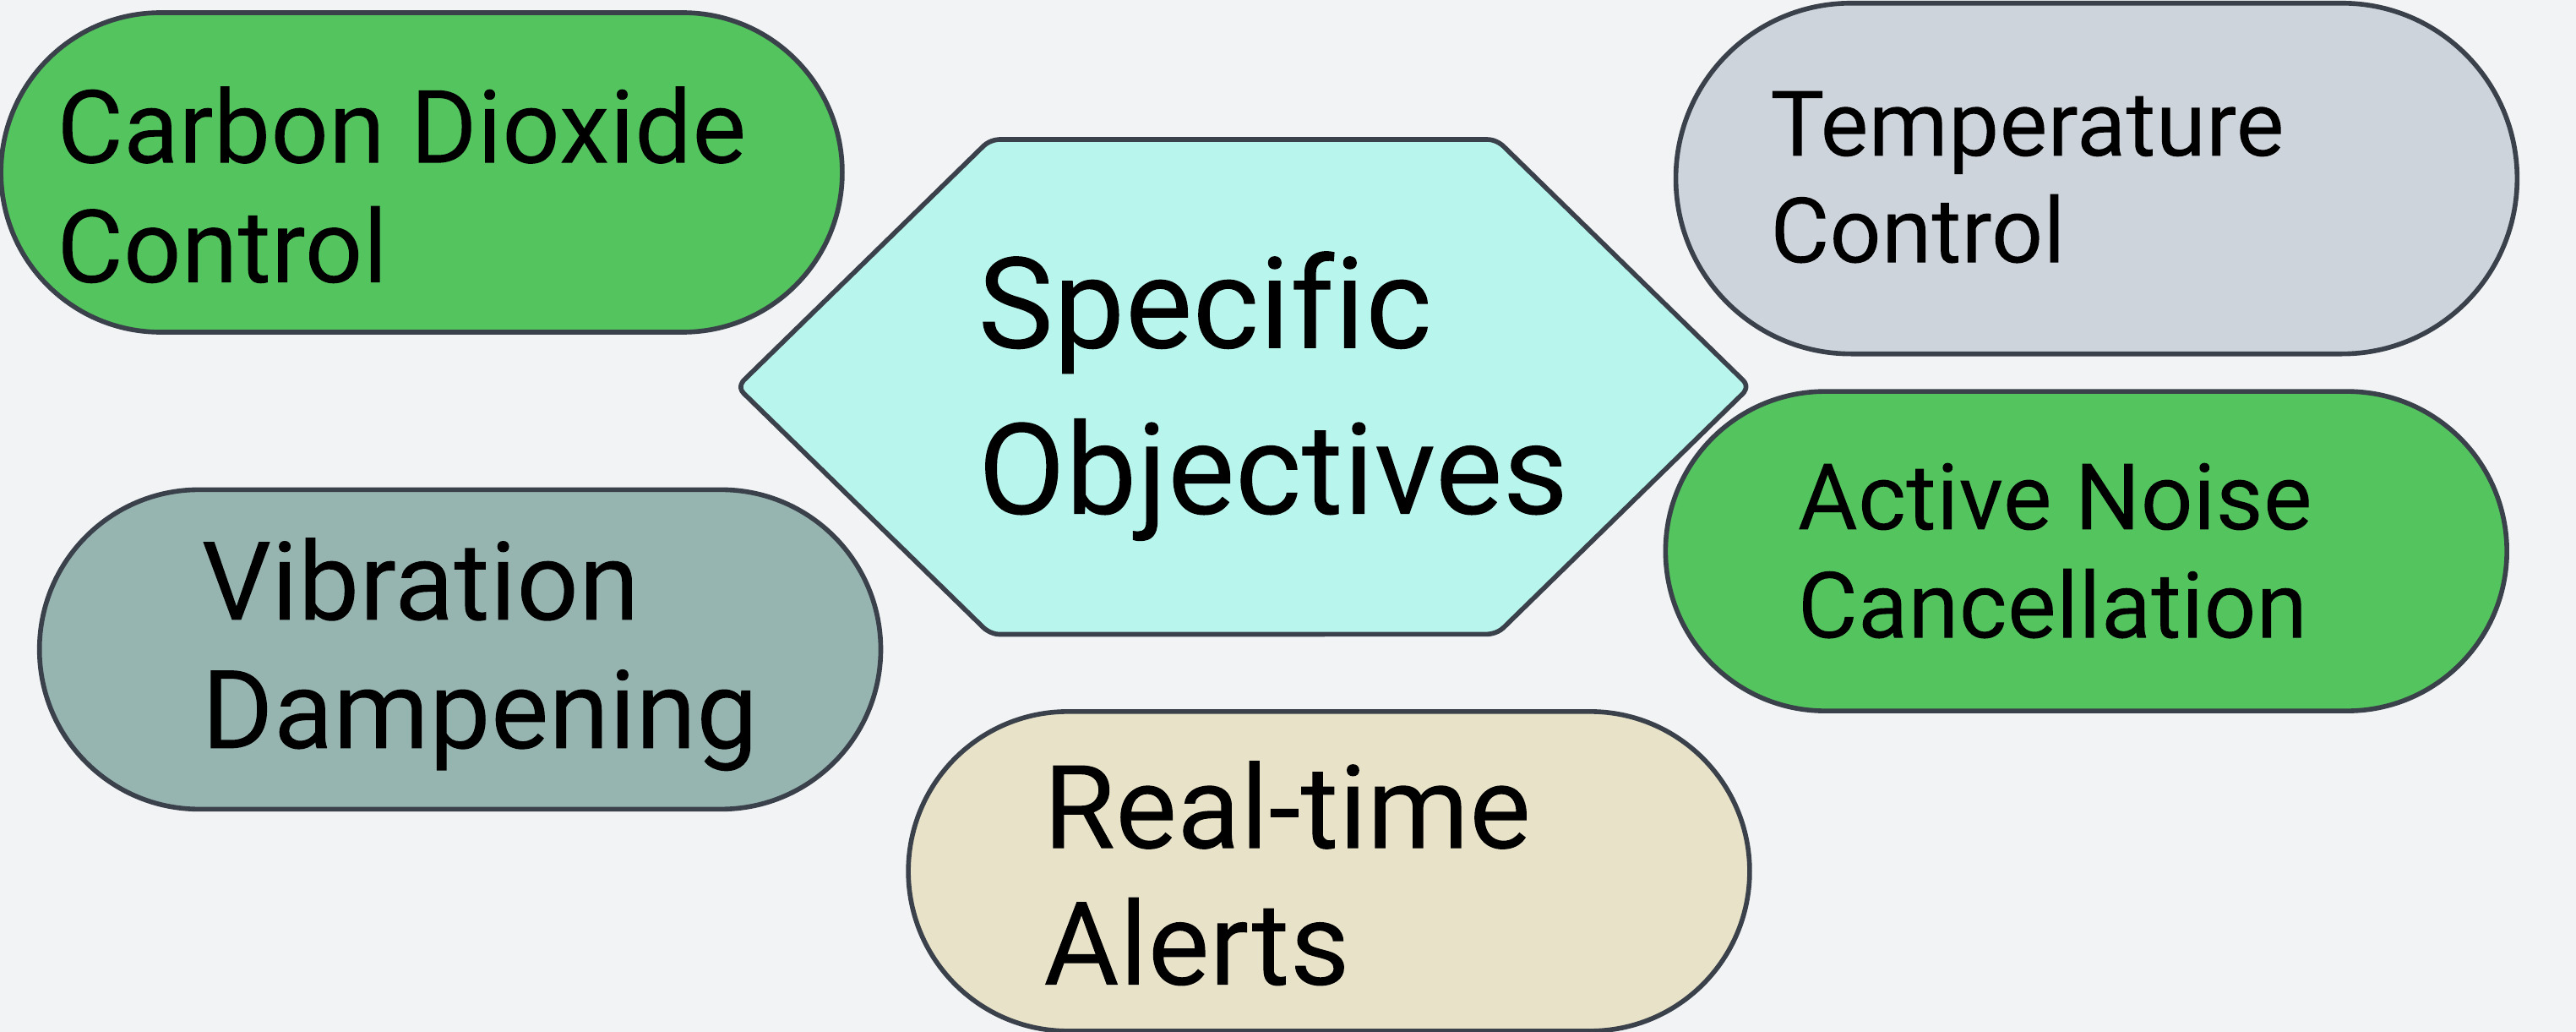 Carbon Dioxide
Control
Temperature
Control
Specific
Objectives
Active Noise
Cancellation
Vibration
Dampening
Real-time
Alerts